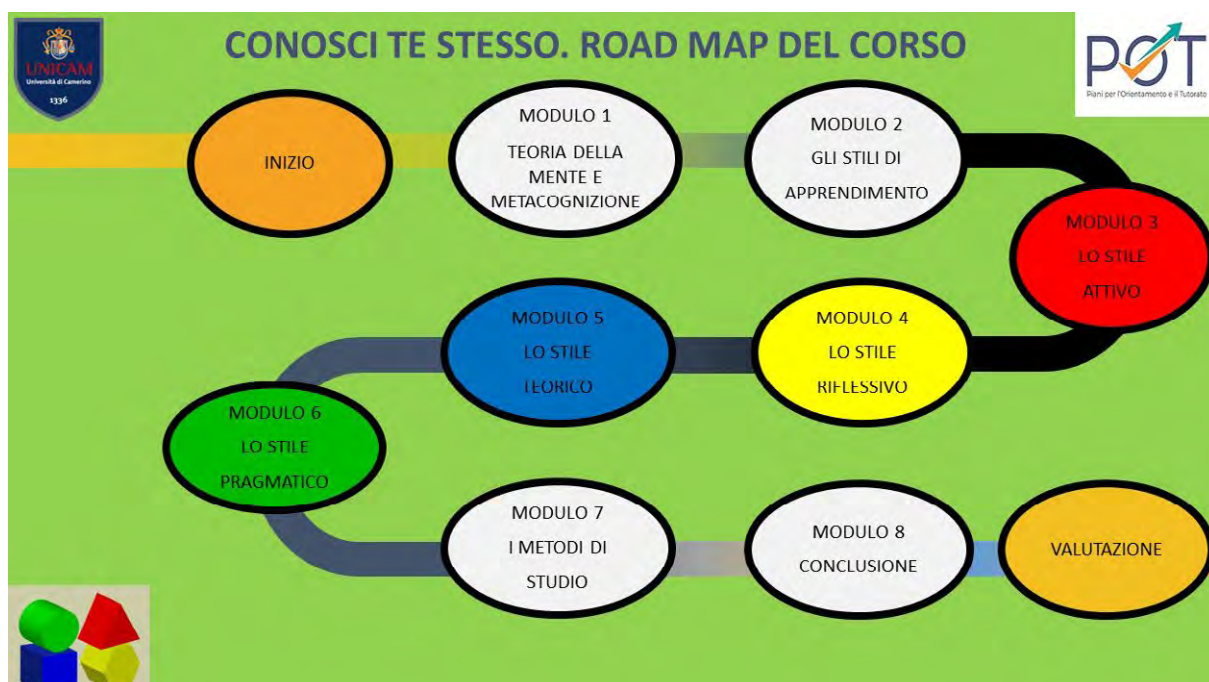 UNICAM
Università di Camerino
1336
CONOSCI TE STESSO. ROAD MAP DEL CORSO
POT
Piani per l'Orientamento e il Tutorato
INIZIO
MODULO 1
TEORIA DELLA
MENTE E
METACOGNIZIONE
MODULO 2
GLI STILI DI
APPRENDIMENTO
MODULO 3
LO STILE
ATTIVO
MODULO 4
LO STILE
RIFLESSIVO
MODULO 5
LO STILE
TEORICO
MODULO 6
LO STILE
PRAGMATICO
MODULO 7
I METODI DI
STUDIO
MODULO 8
CONCLUSIONE
VALUTAZIONE